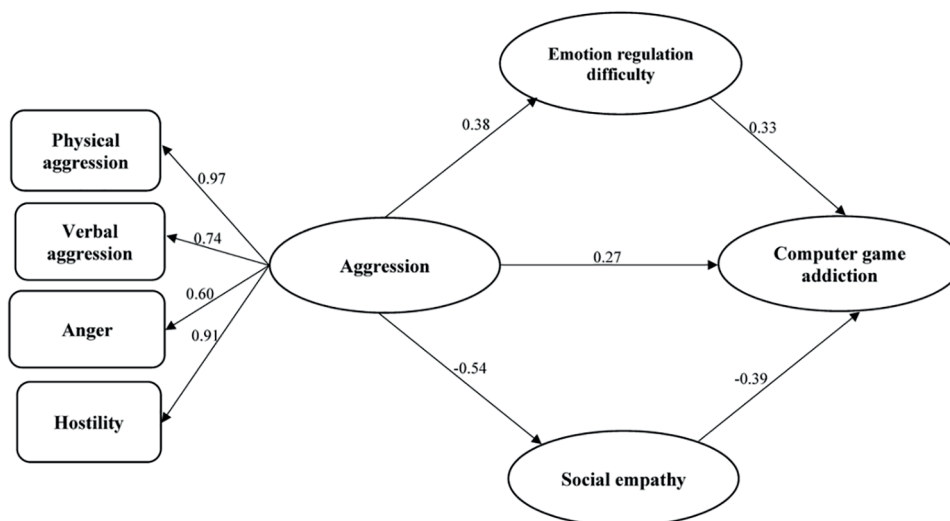 Emotion regulation
difficulty
0.38
0.33
Physical
aggression
0.97
Verbal
aggression
0.74
Aggression
0.27
Computer game
addiction
0.60
Anger
0.91
-0.54
-0.39
Hostility
Social empathy